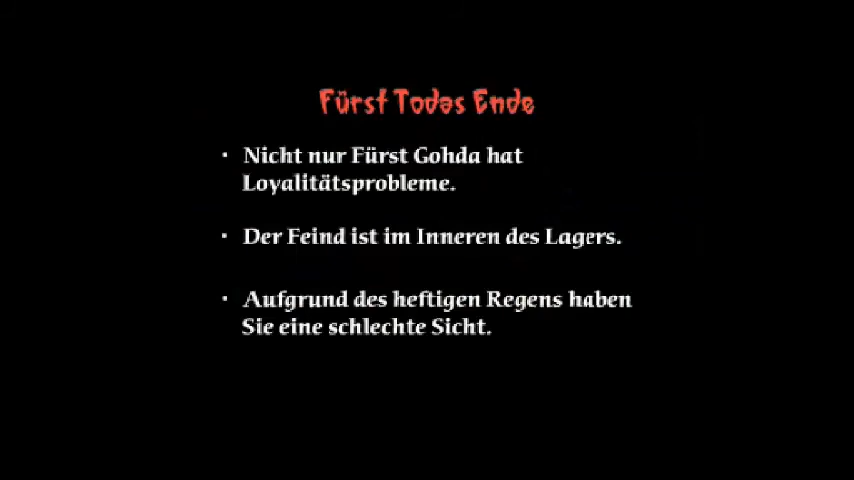 Fürst Todas Ende
• Nicht nur Fürst Gohda hat
Loyalitätsprobleme.
• Der Feind ist im Inneren des Lagers.
• Aufgrund des heftigen Regens haben
Sie eine schlechte Sicht.